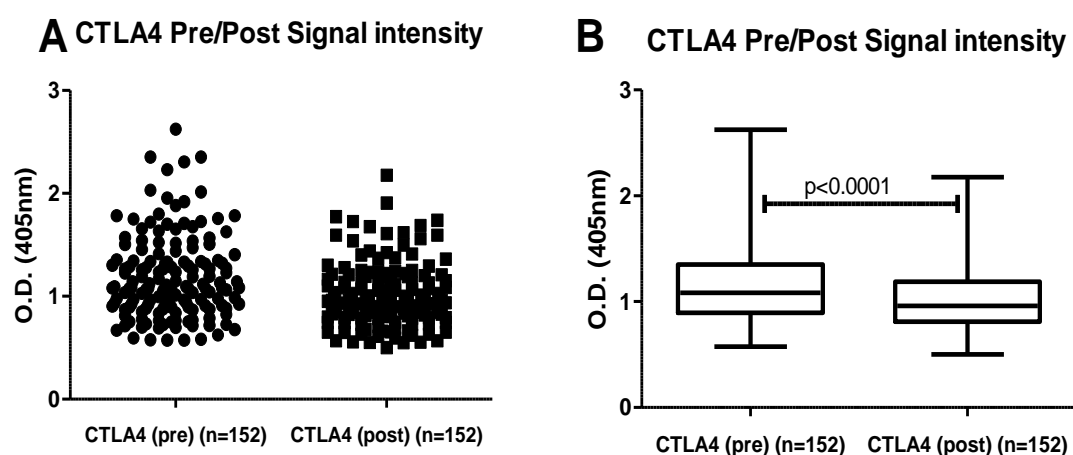 A CTLA4 Pre/Post Signal intensity
3
2
1
0
O.D. (405nm)
CTLA4 (pre) (n=152) CTLA4 (post) (n=152)
B CTLA4 Pre/Post Signal intensity
3
2
1
0
O.D. (405nm)
p<0.0001
CTLA4 (pre) (n=152) CTLA4 (post) (n=152)